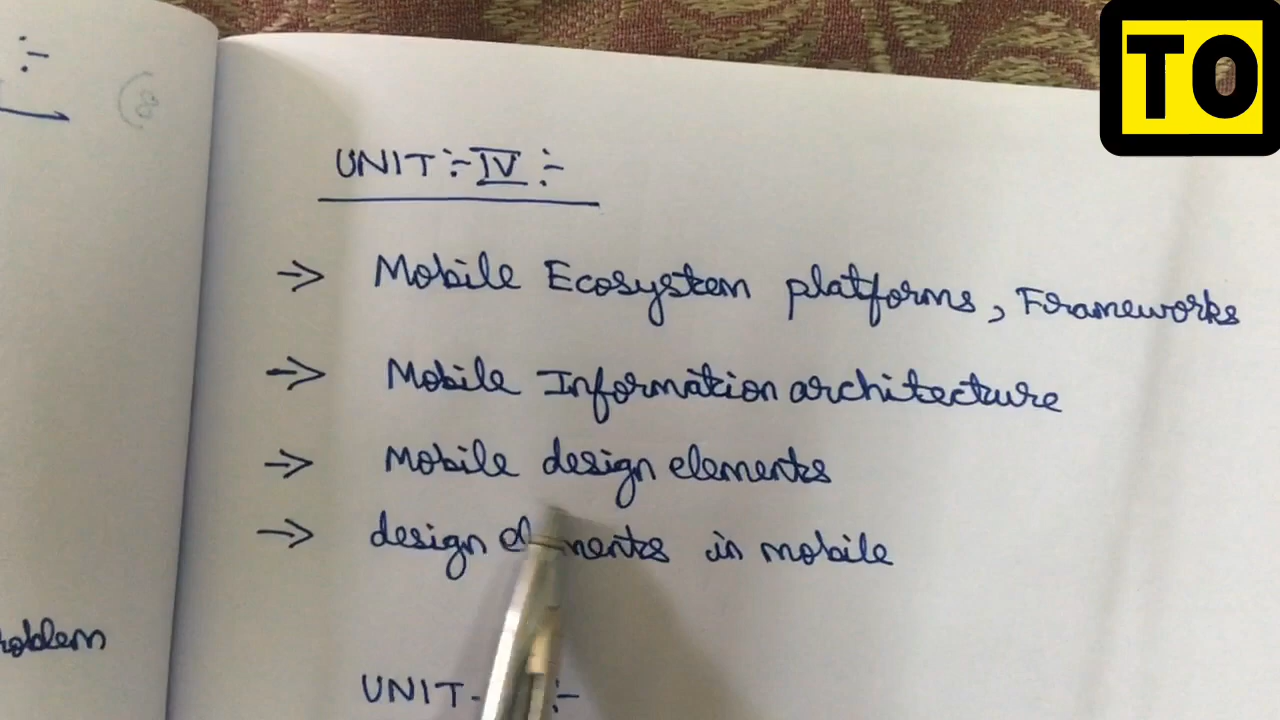 :-
TO
UNIT :- IV :-
→ Mobile Ecosystem platforms, Frameworks
→ Mobile Information architecture
→ Mobile design elements
→ design elements in mobile
UNIT- :-